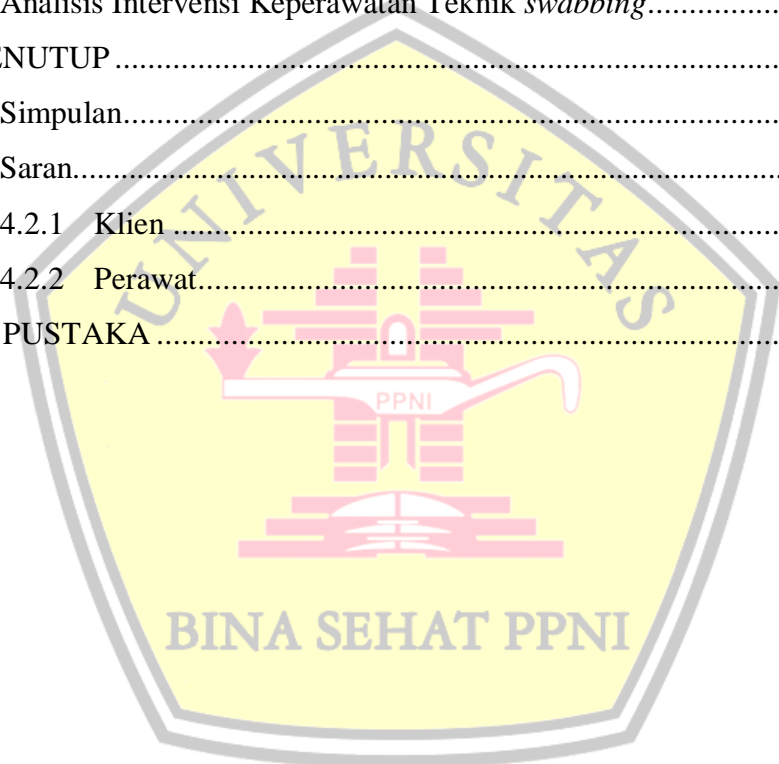 Analisis Intervensi Keperawatan Teknik swabbing....................
ENUTUP ....................
Simpulan....................
Saran....................
4.2.1 Klien ....................
4.2.2 Perawat....................
PUSTAKA ....................
UNIVERSITAS
PPNI
BINA SEHAT PPNI